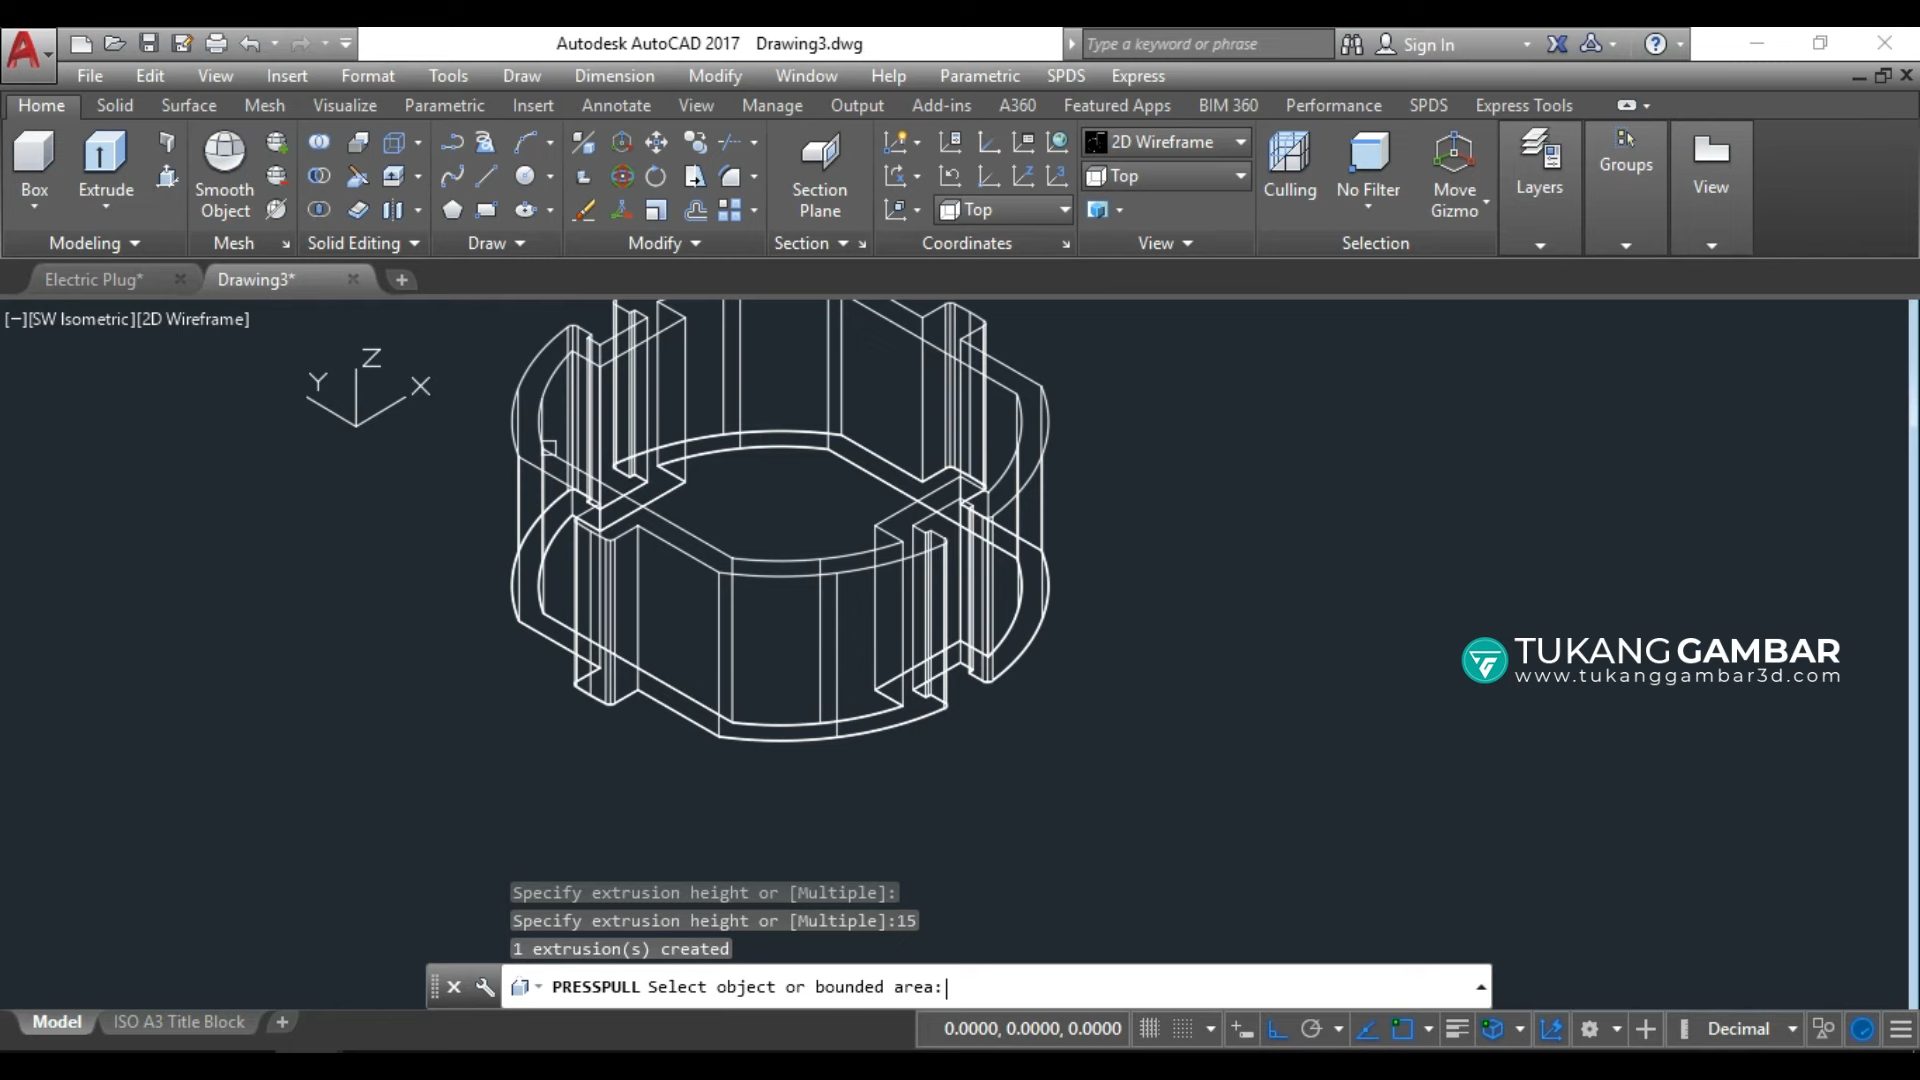 Autodesk AutoCAD 2017 Drawing3.dwg
Type a keyword or phrase
Sign In
File Edit View Insert Format Tools Draw Dimension Modify Window Help Parametric SPDS Express
Home Solid Surface Mesh Visualize Parametric Insert Annotate View Manage Output Add-ins A360 Featured Apps BIM 360 Performance SPDS Express Tools
2D Wireframe
Top
Top
Box
Extrude
Smooth
Object
Section
Plane
Culling
No Filter
Move
Gizmo
Layers
Groups
View
Modeling
Mesh
Solid Editing
Draw
Modify
Section
Coordinates
View
Selection
Electric Plug*
Drawing3*
[−][SW Isometric][2D Wireframe]
Z
Y
X
TUKANG GAMBAR
www.tukanggambar3d.com
Specify extrusion height or [Multiple]:
Specify extrusion height or [Multiple]:15
1 extrusion(s) created
PRESSPULL Select object or bounded area:
Model
ISO A3 Title Block
0.0000, 0.0000, 0.0000
Decimal